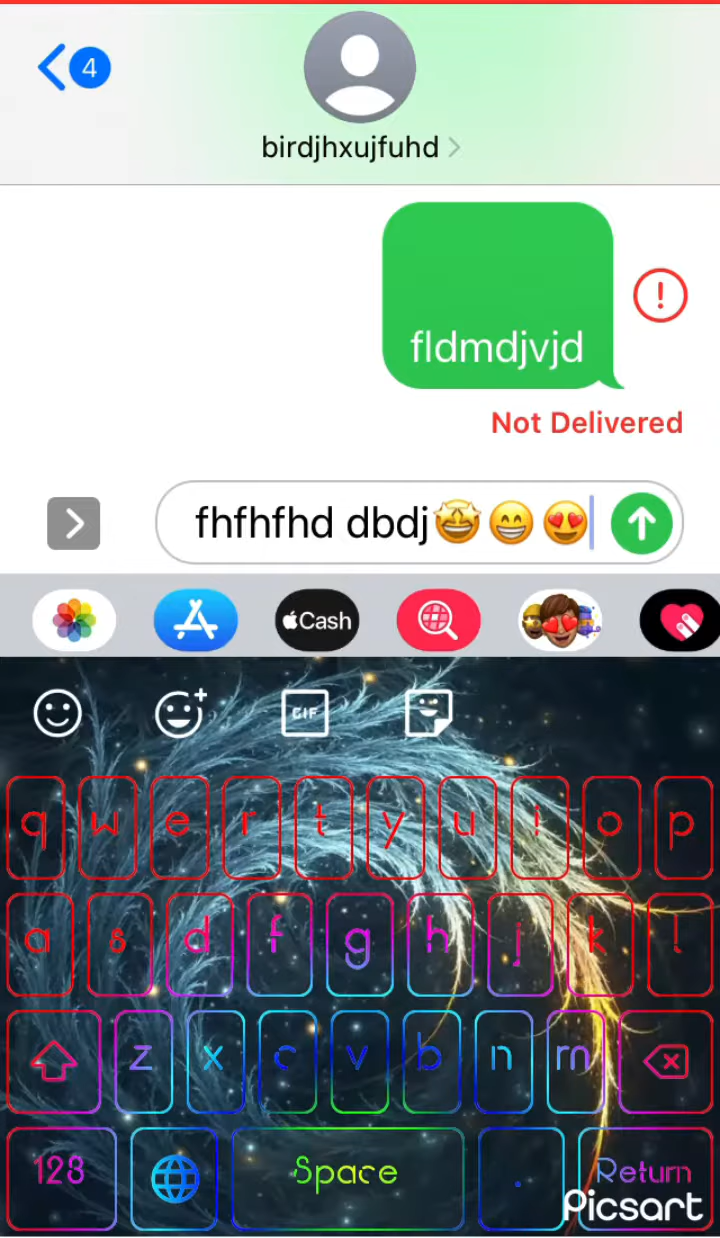 4
birdjhxujfuhd
fldmdjvjd
Not Delivered
fhfhfhd dbdj🤩😁😍
Cash
GIF
q w e r t y u i o p
a s d f g h j k l
z x c v b n m
123 Space . Return
Picsart